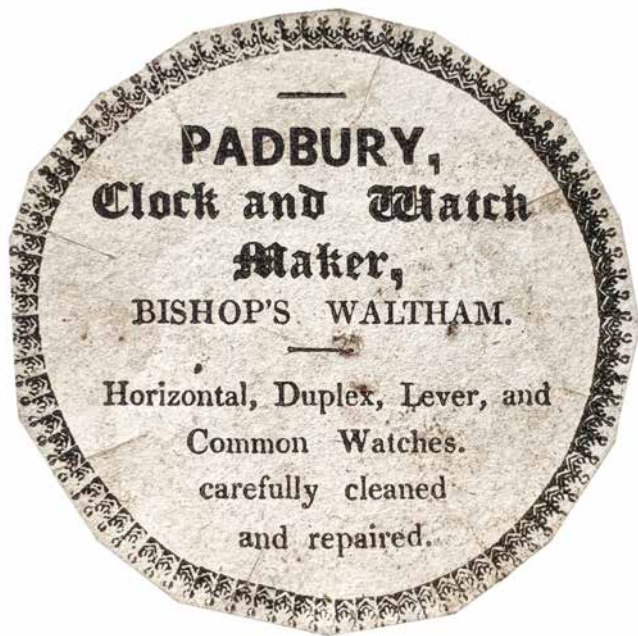 PADBURY,
Clock and Watch
Maker,
BISHOP'S WALTHAM.
Horizontal, Duplex, Lever, and
Common Watches.
carefully cleaned
and repaired.